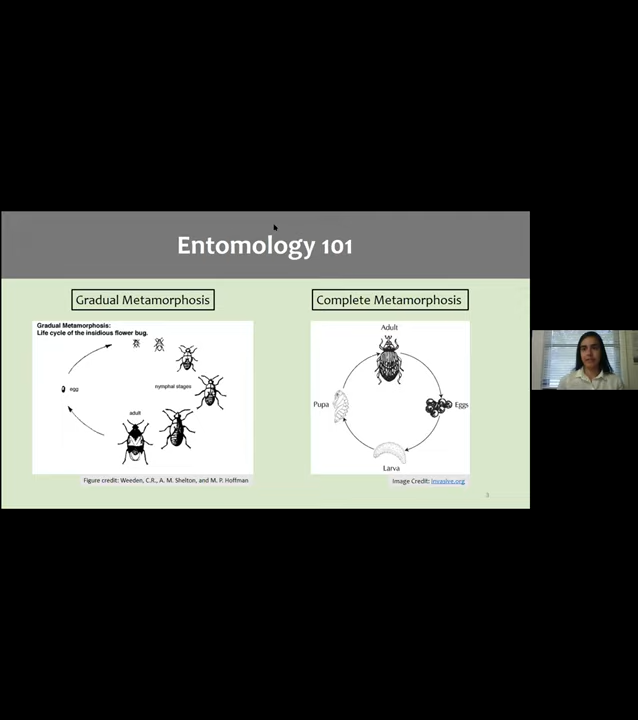 Entomology 101
Gradual Metamorphosis
Complete Metamorphosis
Gradual Metamorphosis:
Life cycle of the insidious flower bug.
egg
nymphal stages
adult
Figure credit: Weeden, C.R., A. M. Shelton, and M. P. Hoffman
Adult
Pupa
Eggs
Larva
Image Credit: invasive.org
3